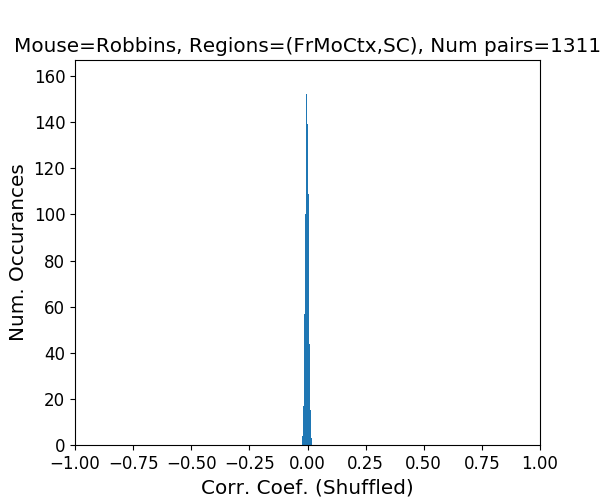 Mouse=Robbins, Regions=(FrMoCtx,SC), Num pairs=1311
160
140
120
100
80
60
40
20
0
Num. Occurances
−1.00 −0.75 −0.50 −0.25 0.00 0.25 0.50 0.75 1.00
Corr. Coef. (Shuffled)